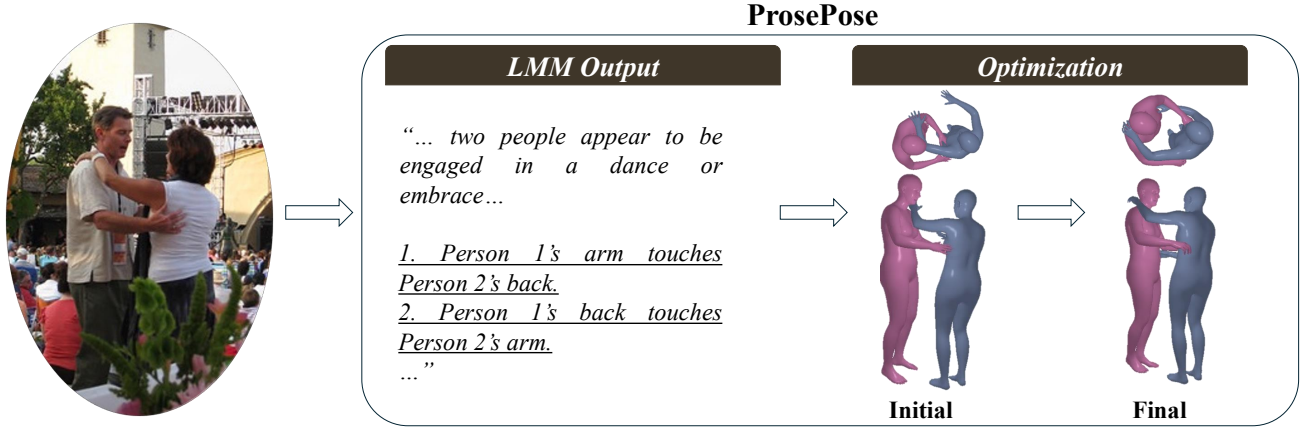 ProsePose
LMM Output
Optimization
“… two people appear to be
engaged in a dance or
embrace…
1. Person 1’s arm touches
Person 2’s back.
2. Person 1’s back touches
Person 2’s arm.
…”
Initial
Final